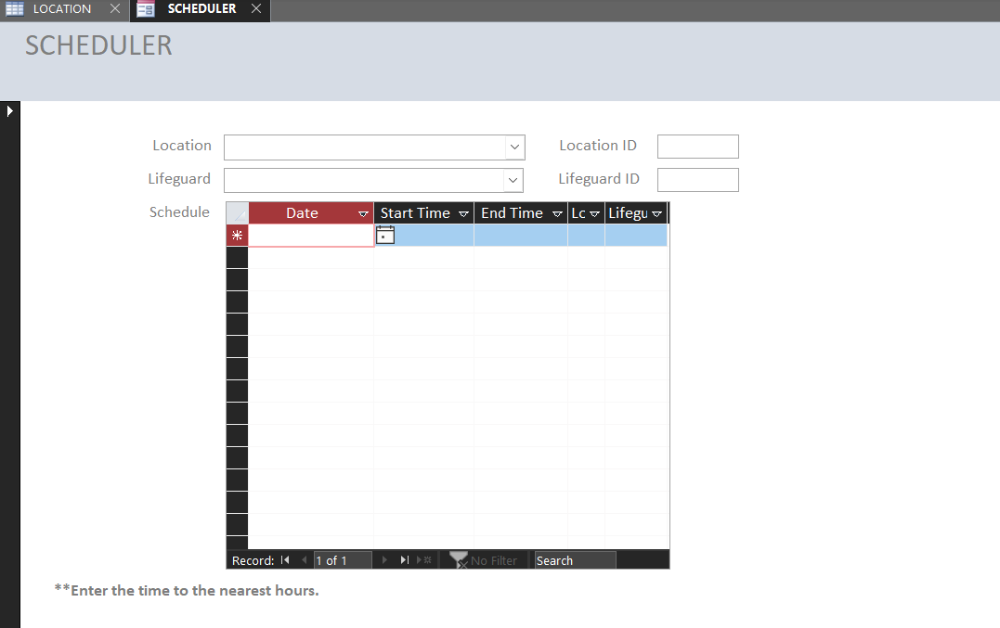 LOCATION SCHEDULER
SCHEDULER
Location Location ID
Lifeguard Lifeguard ID
Schedule Date Start Time End Time Lc Lifegu
Record: 1 of 1 No Filter Search
**Enter the time to the nearest hours.